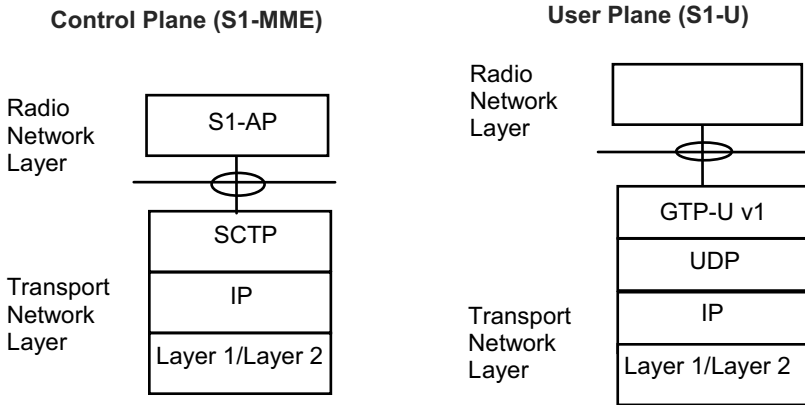 Control Plane (S1-MME)
Radio
Network
Layer
S1-AP
SCTP
Transport
Network
Layer
IP
Layer 1/Layer 2
User Plane (S1-U)
Radio
Network
Layer
GTP-U v1
UDP
Transport
Network
Layer
IP
Layer 1/Layer 2